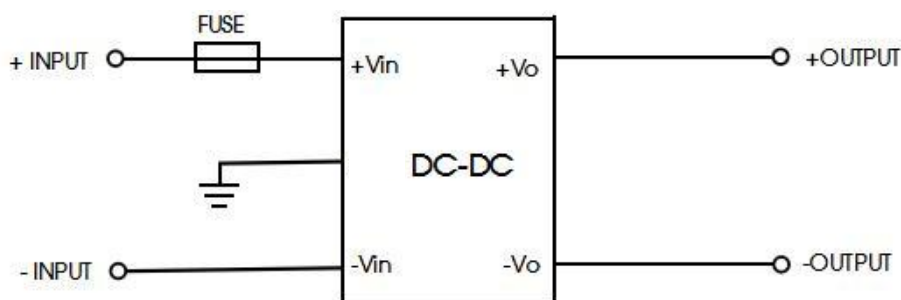 FUSE
+ INPUT
+Vin
+Vo
+OUTPUT
DC-DC
- INPUT
-Vin
-Vo
-OUTPUT